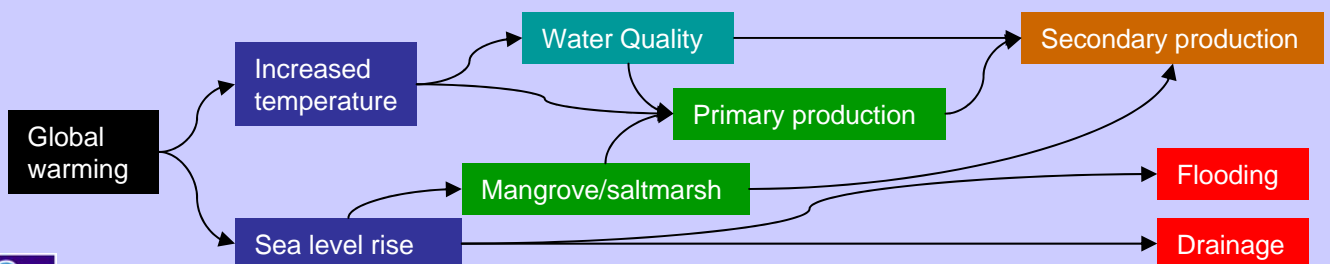 Water Quality
Secondary production
Increased
temperature
Primary production
Global
warming
Mangrove/saltmarsh
Flooding
Sea level rise
Drainage